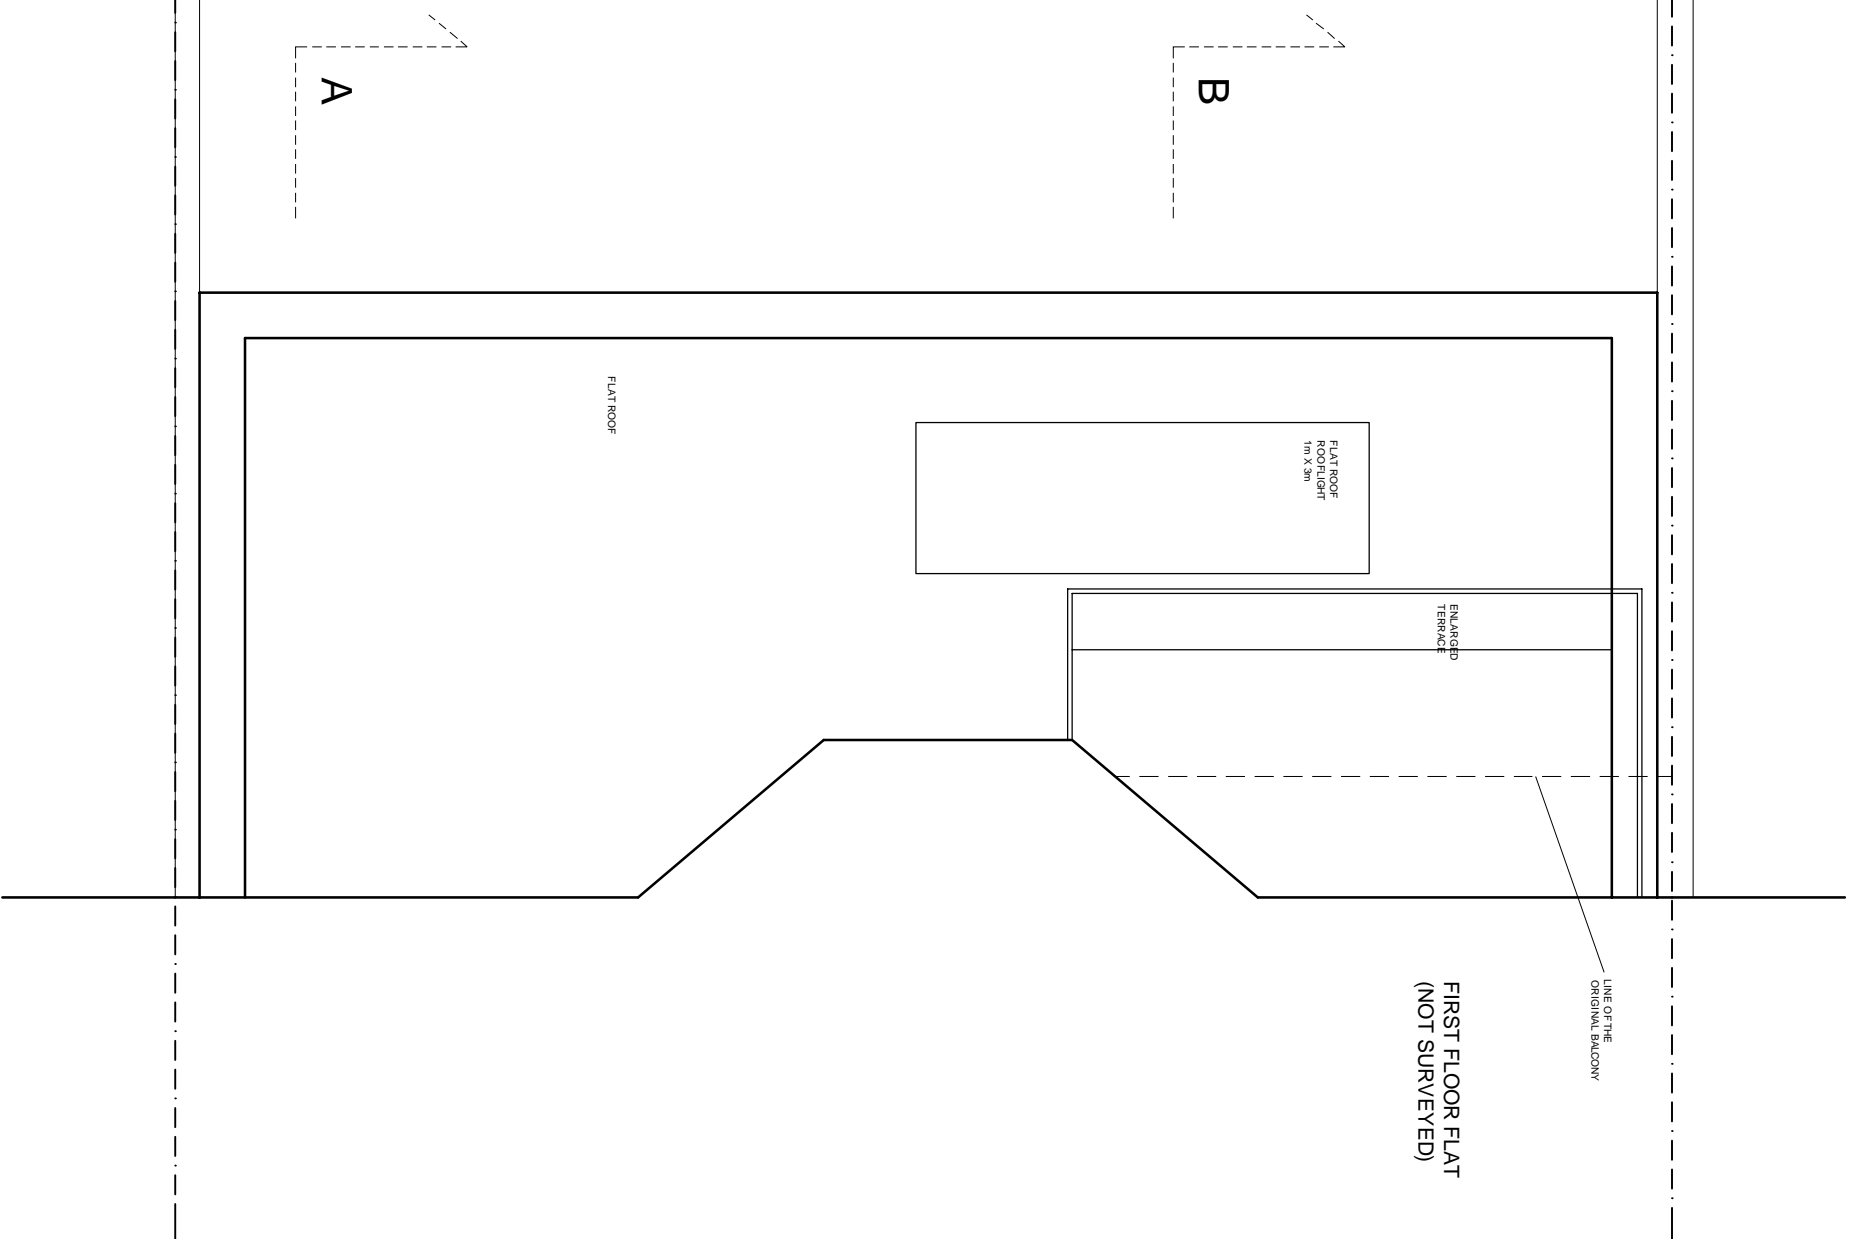 A
B
FLAT ROOF
FLAT ROOF
ROOFLIGHT
1m X 3m
ENLARGED
TERRACE
LINE OF THE
ORIGINAL BALCONY
FIRST FLOOR FLAT
(NOT SURVEYED)